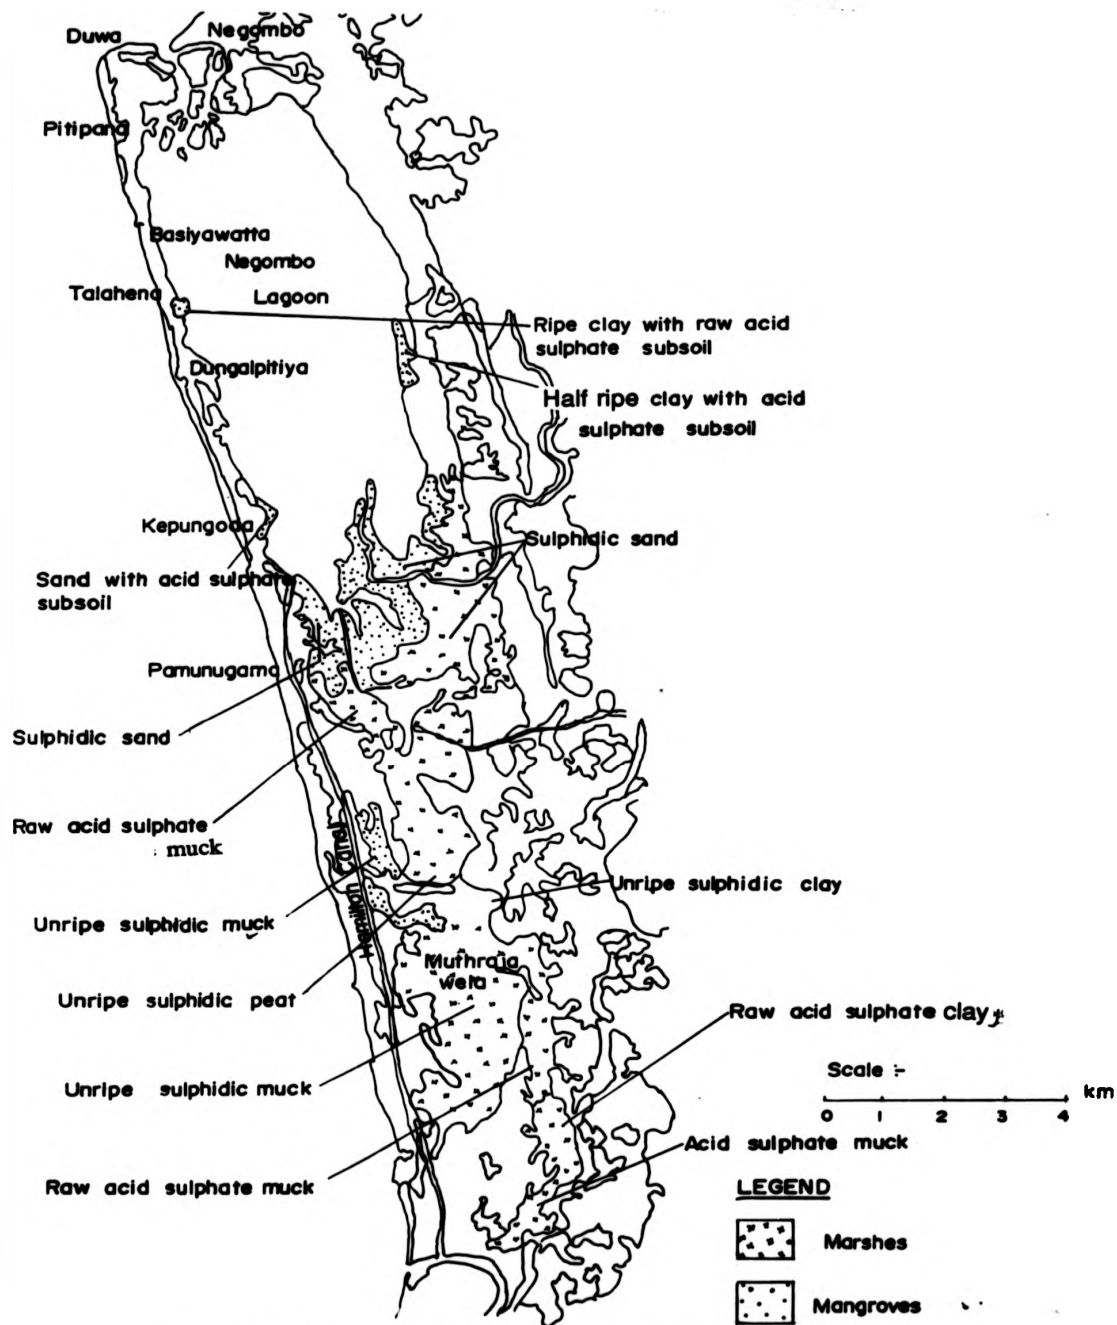 Duwa
Negombo
Pitipana
Basiyawatta
Negombo
Lagoon
Talahena
Ripe clay with raw acid
sulphate subsoil
Dungalpitiya
Half ripe clay with acid
sulphate subsoil
Kepungoda
Sulphidic sand
Sand with acid sulphate
subsoil
Pamunugama
Sulphidic sand
Raw acid sulphate
muck
Hamilton Canal
Unripe sulphidic clay
Unripe sulphidic muck
Muthraja
wela
Unripe sulphidic peat
Raw acid sulphate clay
Unripe sulphidic muck
Scale :-
km
0 1 2 3 4
Acid sulphate muck
Raw acid sulphate muck
LEGEND
Marshes
Mangroves